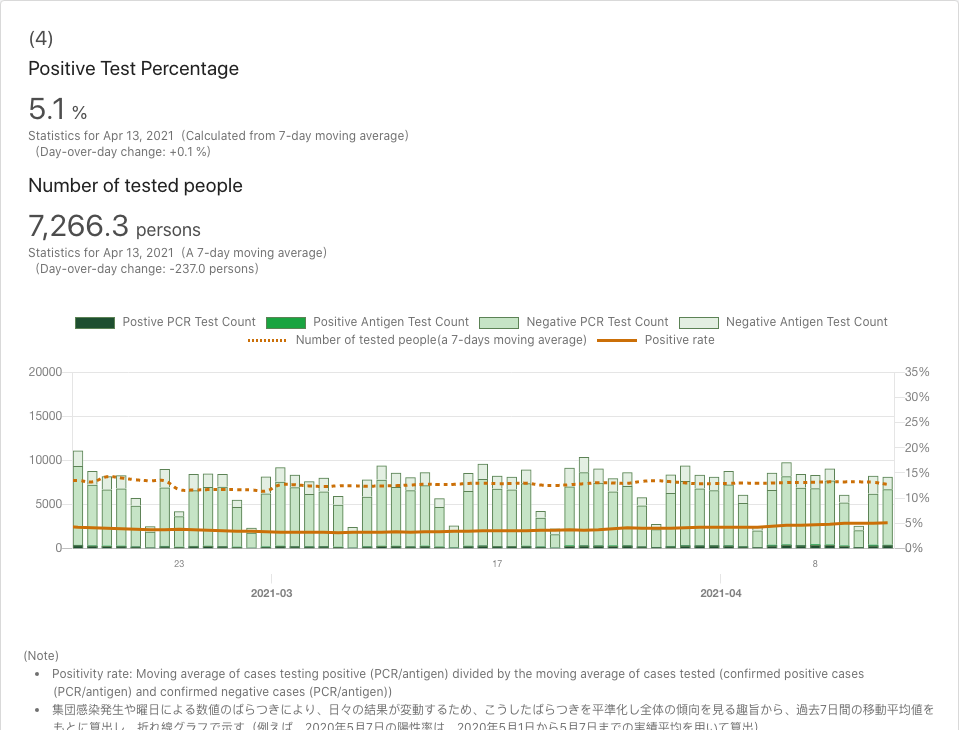 (4)
Positive Test Percentage
5.1 %
Statistics for Apr 13, 2021（Calculated from 7-day moving average)
（Day-over-day change: +0.1 %)
Number of tested people
7,266.3 persons
Statistics for Apr 13, 2021（A 7-day moving average)
（Day-over-day change: -237.0 persons)
Postive PCR Test Count Positive Antigen Test Count Negative PCR Test Count Negative Antigen Test Count
Number of tested people(a 7-days moving average) Positive rate
20000 35%
30%
15000 25%
20%
10000 15%
5000 10%
5%
0 0%
23 17 8
2021-03 2021-04
(Note)
• Positivity rate: Moving average of cases testing positive (PCR/antigen) divided by the moving average of cases tested (confirmed positive cases
(PCR/antigen) and confirmed negative cases (PCR/antigen))
• 集団感染発生や曜日による数値のばらつきにより、日々の結果が変動するため、こうしたばらつきを平準化し全体の傾向を見る趣旨から、過去7日間の移動平均値を
もとに算出し、折れ線グラフで示す（例えば、2020年5月7日の陽性率は、2020年5月1日から5月7日までの実績平均を用いて算出）